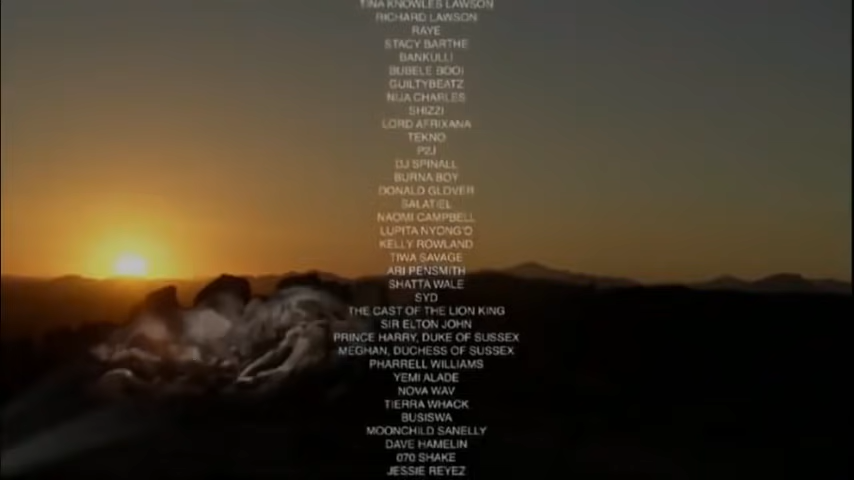 TINA KNOWLES LAWSON
RICHARD LAWSON
RAYE
STACY BARTHE
BANKULLI
BUBELE BOOI
GUILTYBEATZ
NIJA CHARLES
SHIZZI
LORD AFRIXANA
TEKNO
P2J
DJ SPINALL
BURNA BOY
DONALD GLOVER
SALATIEL
NAOMI CAMPBELL
LUPITA NYONG'O
KELLY ROWLAND
TIWA SAVAGE
ARI PENSMITH
SHATTA WALE
SYD
THE CAST OF THE LION KING
SIR ELTON JOHN
PRINCE HARRY, DUKE OF SUSSEX
MEGHAN, DUCHESS OF SUSSEX
PHARRELL WILLIAMS
YEMI ALADE
NOVA WAV
TIERRA WHACK
BUSISWA
MOONCHILD SANELLY
DAVE HAMELIN
070 SHAKE
JESSIE REYEZ